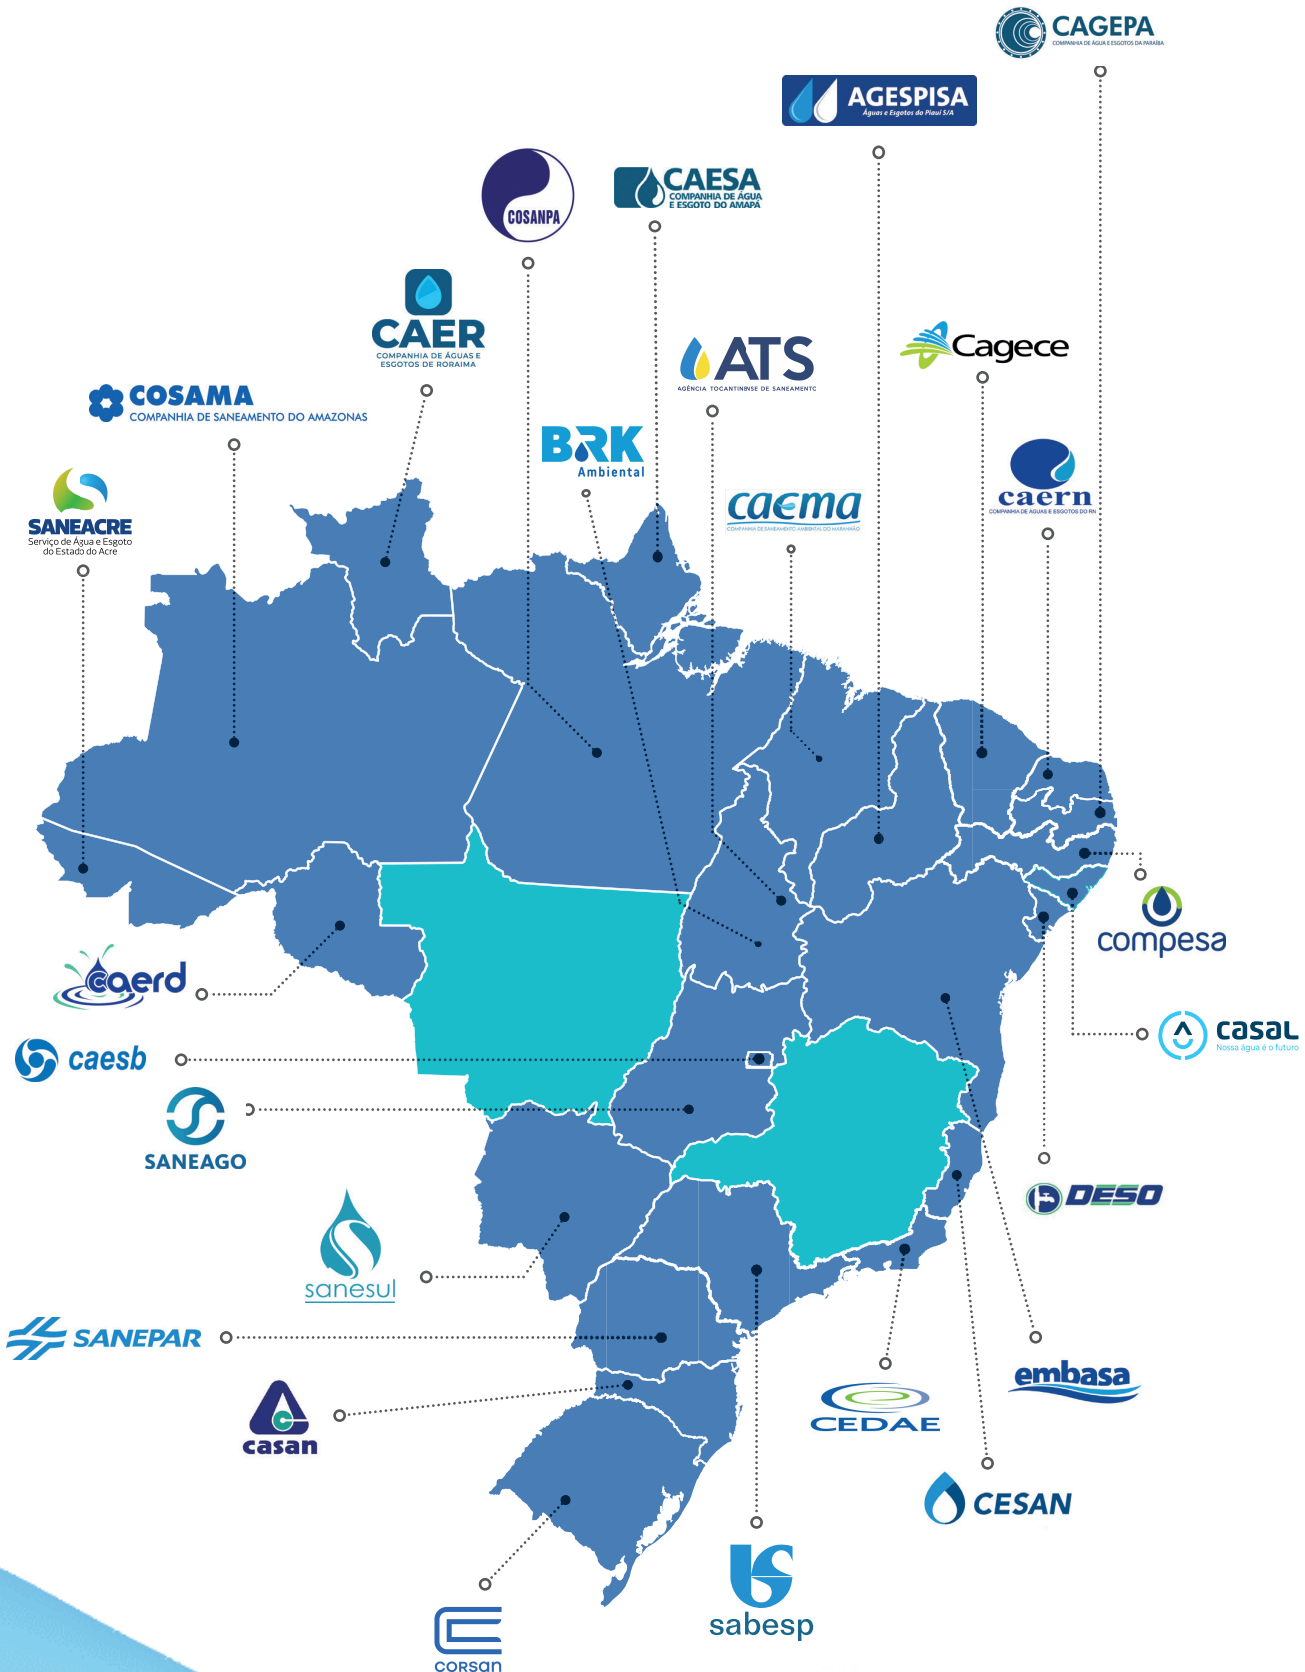 CAGEPA
COMPANHIA DE ÁGUA E ESGOTOS DA PARAÍBA
AGESPISA
Águas e Esgotos do Piauí S/A
COSANPA
CAESA
COMPANHIA DE ÁGUA
E ESGOTO DO AMAPÁ
CAER
COMPANHIA DE ÁGUAS E
ESGOTOS DE RORAIMA
ATS
AGÊNCIA TOCANTINENSE DE SANEAMENTO
Cagece
COSAMA
COMPANHIA DE SANEAMENTO DO AMAZONAS
BRK
Ambiental
caern
COMPANHIA DE ÁGUAS E ESGOTOS DO RN
SANEACRE
Serviço de Água e Esgoto
do Estado do Acre
caema
COMPANHIA DE SANEAMENTO AMBIENTAL DO MARANHÃO
compesa
caerd
casal
Nossa água é o futuro
caesb
SANEAGO
DESO
sanesul
SANEPAR
embasa
CEDAE
casan
CESAN
sabesp
CORSAN